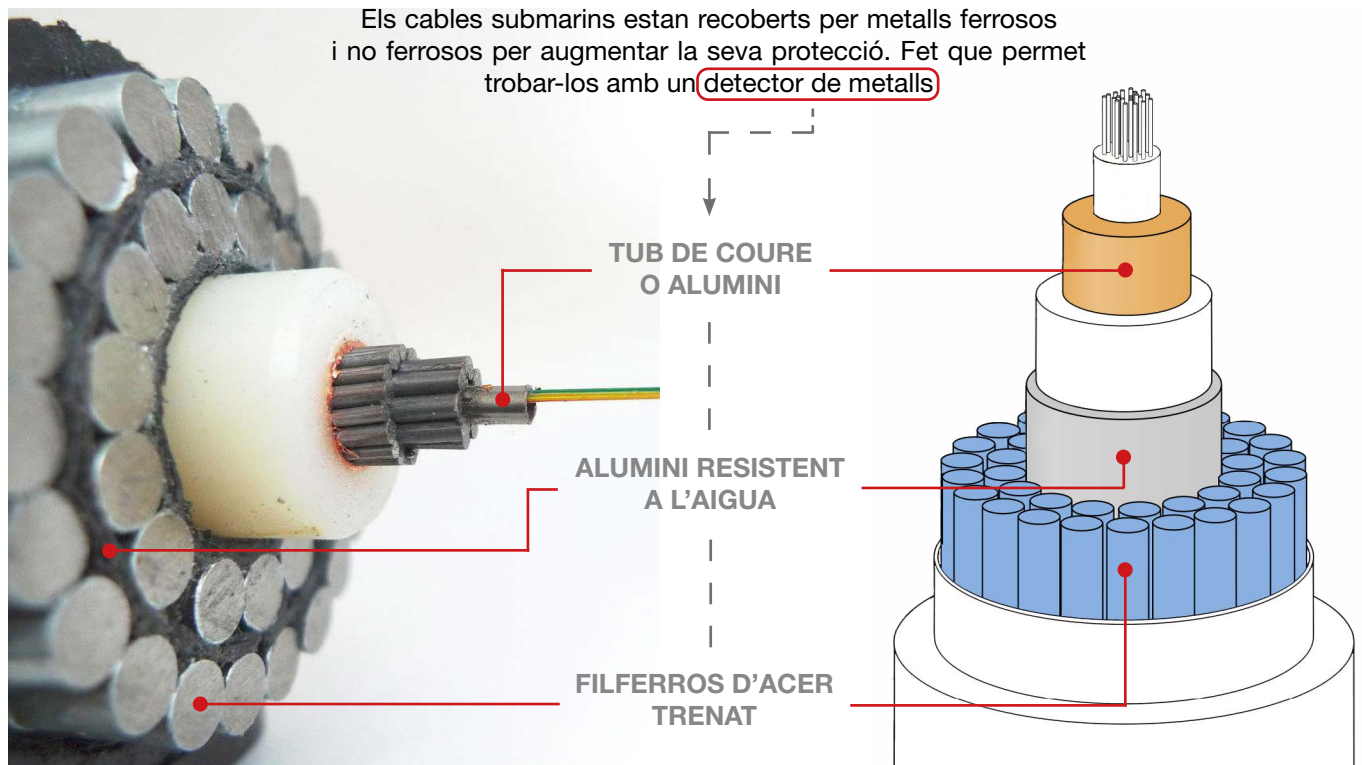 Els cables submarins estan recoberts per metalls ferrosos
i no ferrosos per augmentar la seva protecció. Fet que permet
trobar-los amb un detector de metalls
TUB DE COURE
O ALUMINI
ALUMINI RESISTENT
A L'AIGUA
FILFERROS D'ACER
TRENAT